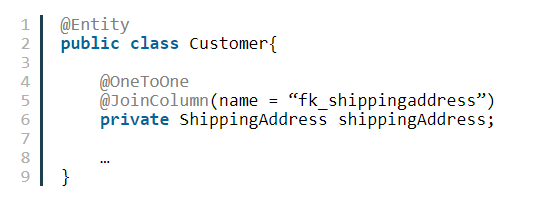 1 @Entity
2 public class Customer{
3
4 @OneToOne
5 @JoinColumn(name = “fk_shippingaddress”)
6 private ShippingAddress shippingAddress;
7
8 …
9 }